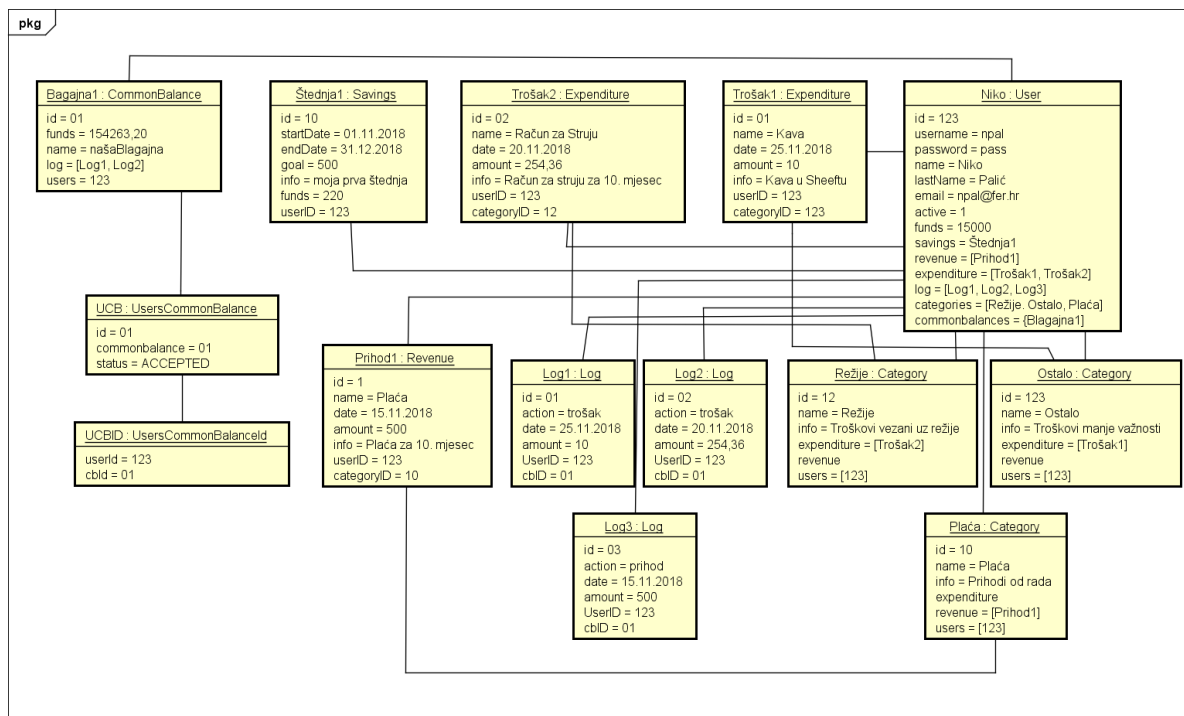 pkg
Bagajna1 : CommonBalance
id = 01
funds = 154263,20
name = našaBlagajna
log = [Log1, Log2]
users = 123
Štednja1 : Savings
id = 10
startDate = 01.11.2018
endDate = 31.12.2018
goal = 500
info = moja prva štednja
funds = 220
userID = 123
Trošak2 : Expenditure
id = 02
name = Račun za Struju
date = 20.11.2018
amount = 254,36
info = Račun za struju za 10. mjesec
userID = 123
categoryID = 12
Trošak1 : Expenditure
id = 01
name = Kava
date = 25.11.2018
amount = 10
info = Kava u Sheeftu
userID = 123
categoryID = 123
Niko : User
id = 123
username = npal
password = pass
name = Niko
lastName = Palić
email = npal@fer.hr
active = 1
funds = 15000
savings = Štednja1
revenue = [Prihod1]
expenditure = [Trošak1, Trošak2]
log = [Log1, Log2, Log3]
categories = [Režije. Ostalo, Plaća]
commonbalances = {Blagajna1]
UCB : UsersCommonBalance
id = 01
commonbalance = 01
status = ACCEPTED
UCBID : UsersCommonBalanceId
userId = 123
cbId = 01
Prihod1 : Revenue
id = 1
name = Plaća
date = 15.11.2018
amount = 500
info = Plaća za 10. mjesec
userID = 123
categoryID = 10
Log1 : Log
id = 01
action = trošak
date = 25.11.2018
amount = 10
UserID = 123
cbID = 01
Log2 : Log
id = 02
action = trošak
date = 20.11.2018
amount = 254,36
UserID = 123
cbID = 01
Režije : Category
id = 12
name = Režije
info = Troškovi vezani uz režije
expenditure = [Trošak2]
revenue
users = [123]
Ostalo : Category
id = 123
name = Ostalo
info = Troškovi manje važnosti
expenditure = [Trošak1]
revenue
users = [123]
Log3 : Log
id = 03
action = prihod
date = 15.11.2018
amount = 500
UserID = 123
cbID = 01
Plaća : Category
id = 10
name = Plaća
info = Prihodi od rada
expenditure
revenue = [Prihod1]
users = [123]